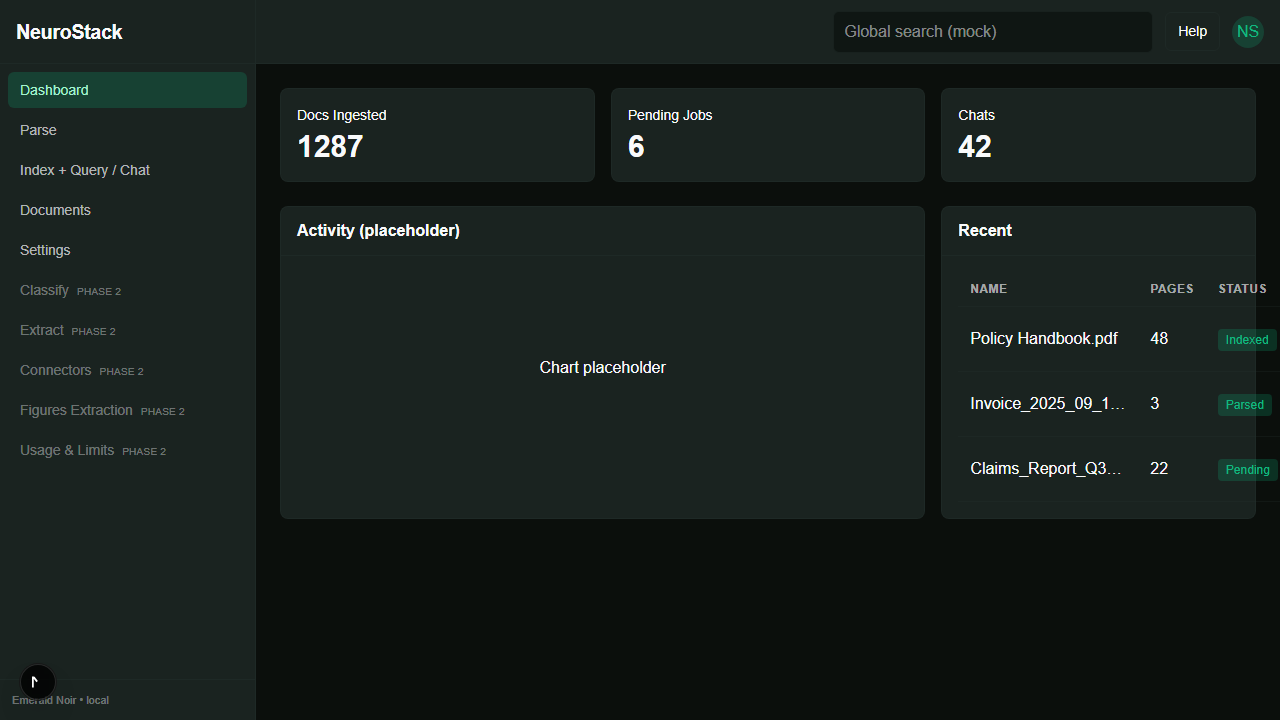 NeuroStack
Global search (mock)
Help
NS
Dashboard
Parse
Index + Query / Chat
Documents
Settings
Classify PHASE 2
Extract PHASE 2
Connectors PHASE 2
Figures Extraction PHASE 2
Usage & Limits PHASE 2
Emerald Noir • local
Docs Ingested
1287
Pending Jobs
6
Chats
42
Activity (placeholder)
Chart placeholder
Recent
NAME PAGES STATUS
Policy Handbook.pdf 48 Indexed
Invoice_2025_09_1... 3 Parsed
Claims_Report_Q3... 22 Pending